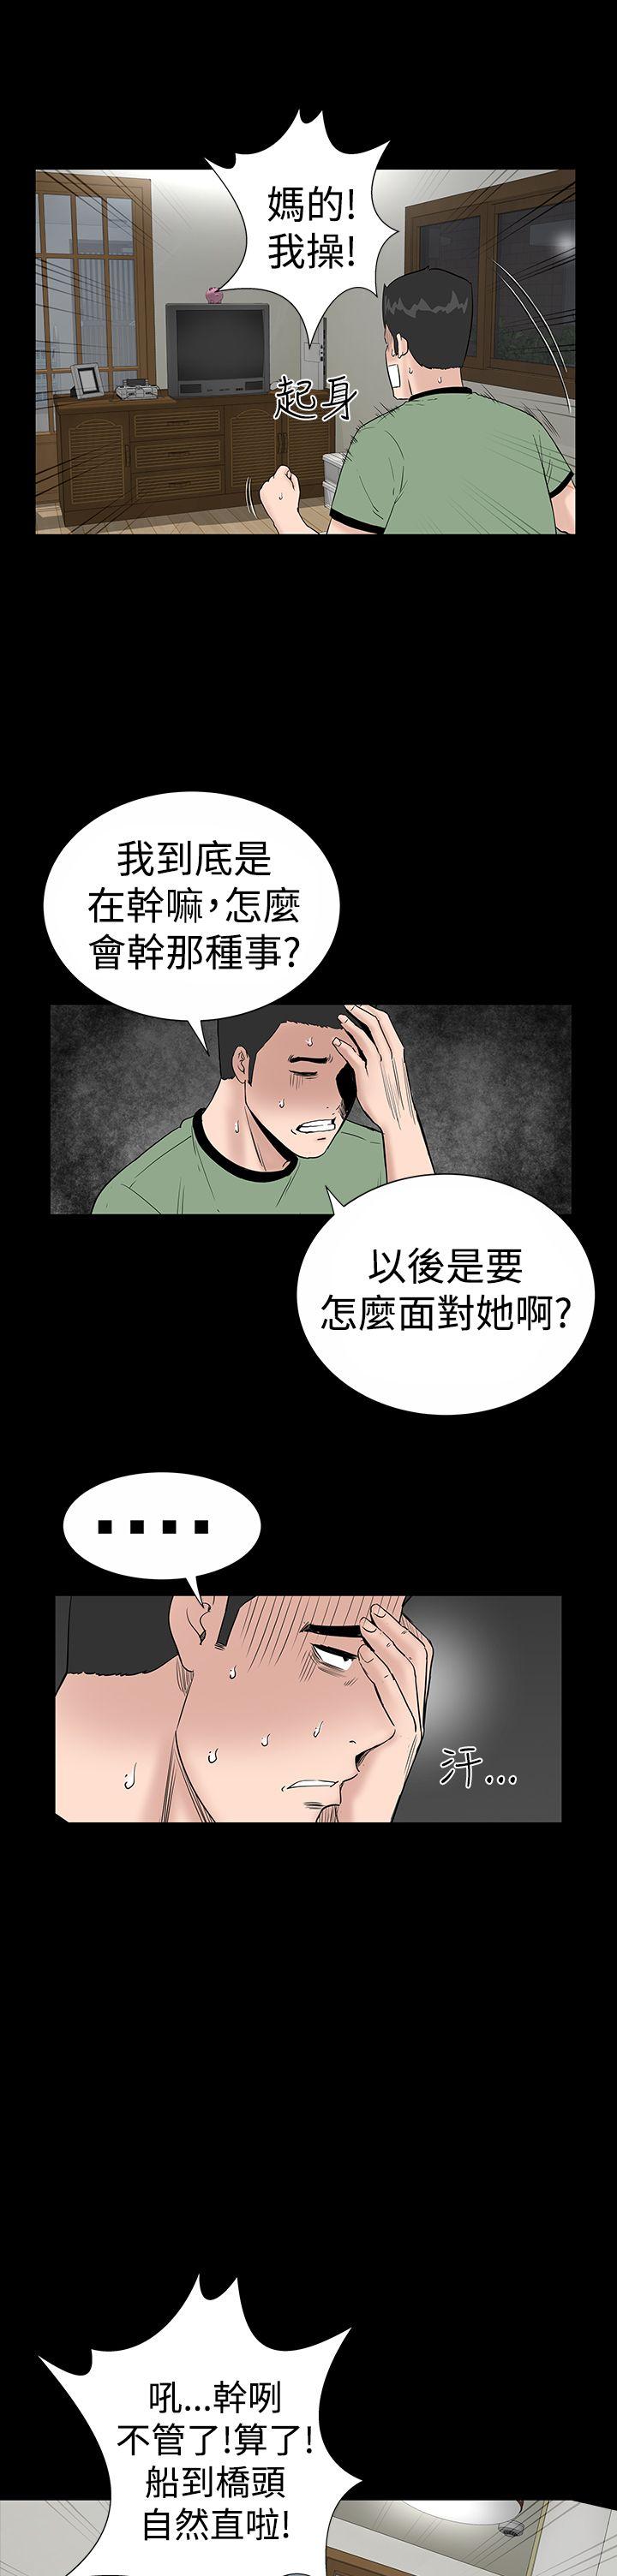 媽的!
我操!
起身
我到底是
在幹嘛,怎麼
會幹那種事?
以後是要
怎麼面對她啊?
....
汗...
吼...幹咧
不管了!算了!
船到橋頭
自然直啦!